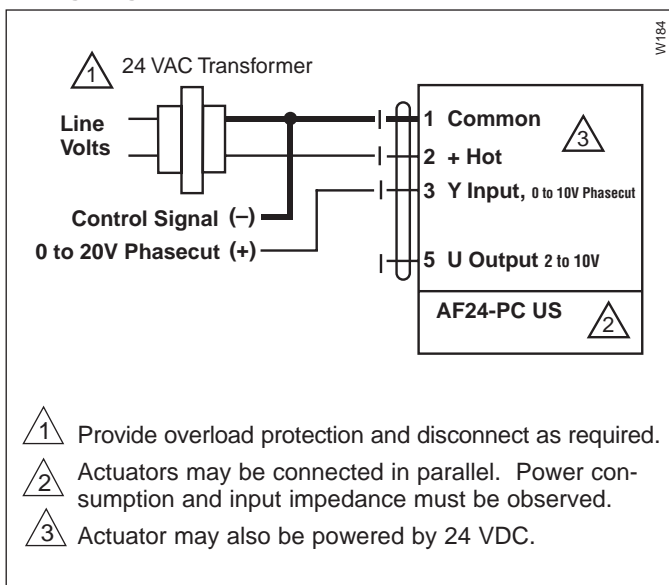 W184
1 24 VAC Transformer
Line
Volts
1 Common
3
2 + Hot
3 Y Input, 0 to 10V Phasecut
Control Signal (–)
0 to 20V Phasecut (+)
5 U Output 2 to 10V
AF24-PC US
2
1 Provide overload protection and disconnect as required.
2 Actuators may be connected in parallel. Power con-
sumption and input impedance must be observed.
3 Actuator may also be powered by 24 VDC.